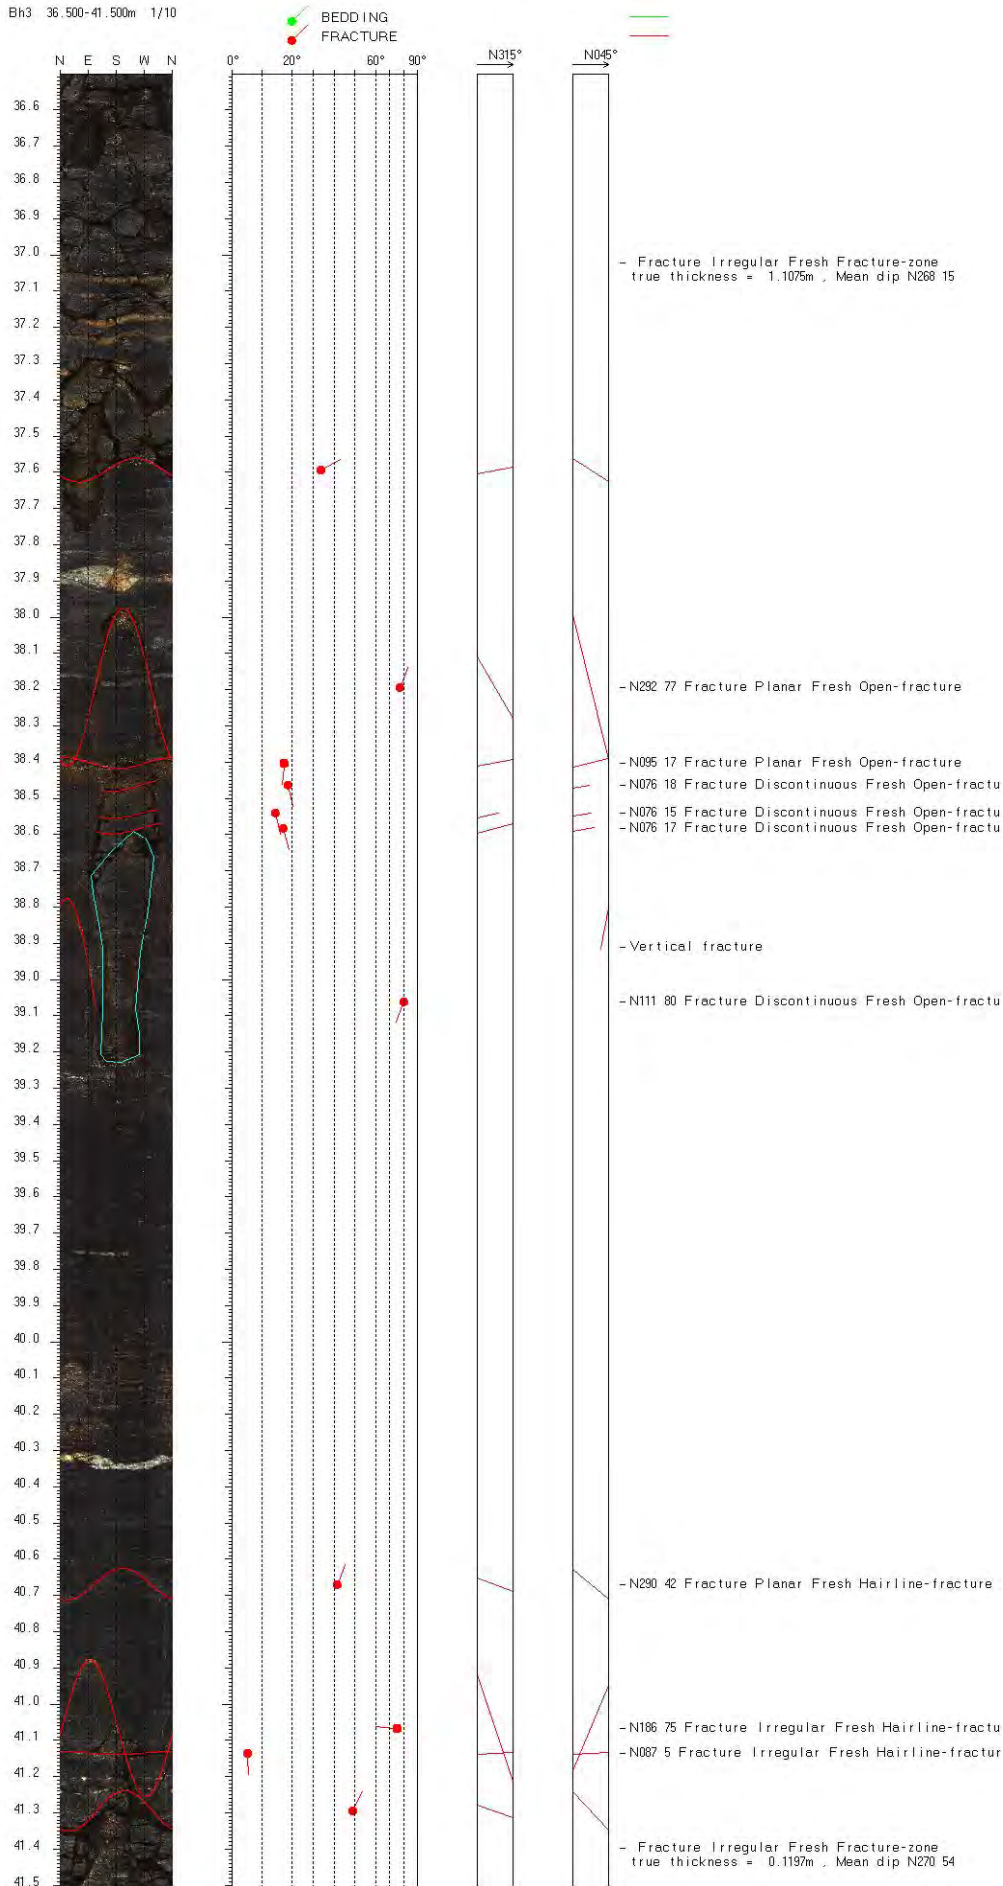 Bh3 36.500-41.500m 1/10
BEDDING
FRACTURE
N E S W N
0° 20° 60° 90°
N315°
N045°
36.6
36.7
36.8
36.9
37.0
- Fracture Irregular Fresh Fracture-zone
true thickness = 1.1075m , Mean dip N268 15
37.1
37.2
37.3
37.4
37.5
37.6
37.7
37.8
37.9
38.0
38.1
38.2
- N292 77 Fracture Planar Fresh Open-fracture
38.3
38.4
- N095 17 Fracture Planar Fresh Open-fracture
- N076 18 Fracture Discontinuous Fresh Open-fractu
38.5
- N076 15 Fracture Discontinuous Fresh Open-fractu
38.6
- N076 17 Fracture Discontinuous Fresh Open-fractu
38.7
38.8
38.9
- Vertical fracture
39.0
- N111 80 Fracture Discontinuous Fresh Open-fractu
39.1
39.2
39.3
39.4
39.5
39.6
39.7
39.8
39.9
40.0
40.1
40.2
40.3
40.4
40.5
40.6
- N290 42 Fracture Planar Fresh Hairline-fracture
40.7
40.8
40.9
41.0
- N186 75 Fracture Irregular Fresh Hairline-fractu
41.1
- N087 5 Fracture Irregular Fresh Hairline-fractur
41.2
41.3
41.4
- Fracture Irregular Fresh Fracture-zone
true thickness = 0.1197m , Mean dip N270 54
41.5